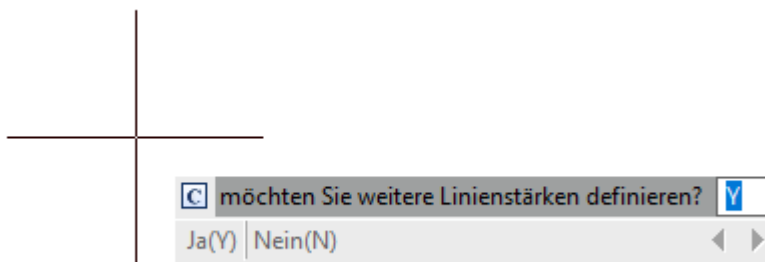 C möchten Sie weitere Linienstärken definieren? Y
Ja(Y) Nein(N)